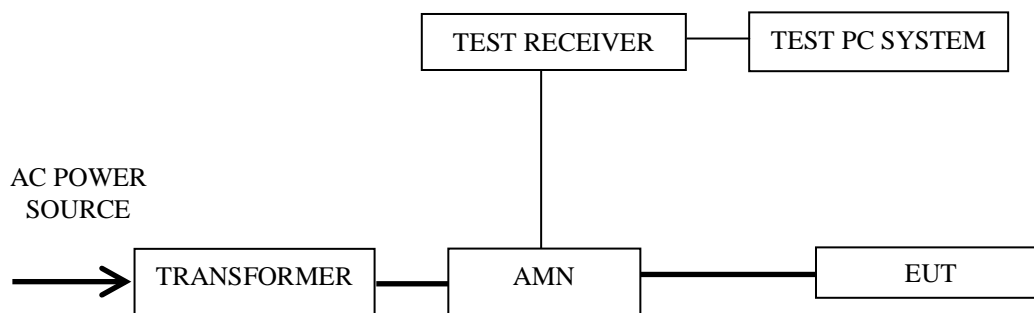 TEST RECEIVER
TEST PC SYSTEM
AC POWER
SOURCE
TRANSFORMER
AMN
EUT